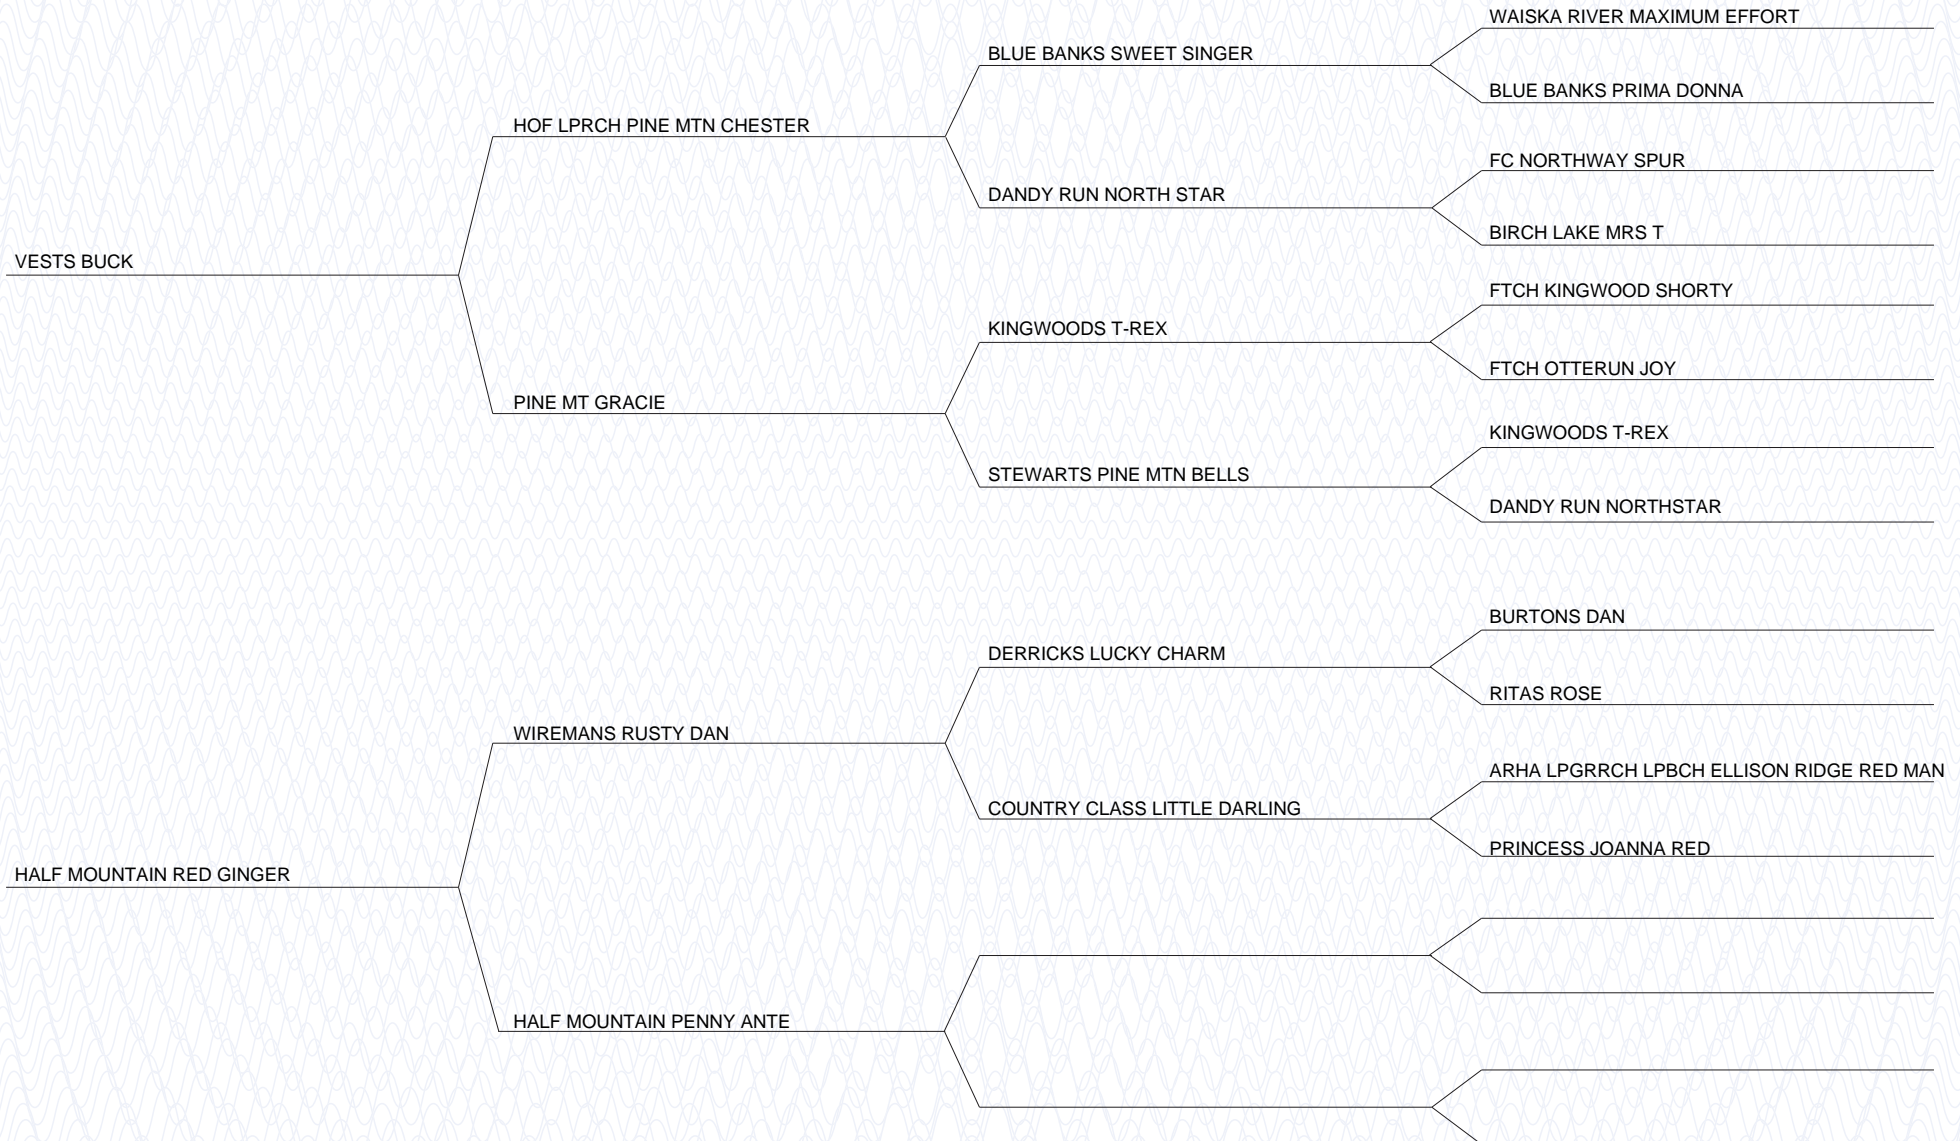 WAISKA RIVER MAXIMUM EFFORT
BLUE BANKS SWEET SINGER
BLUE BANKS PRIMA DONNA
HOF LPRCH PINE MTN CHESTER
FC NORTHWAY SPUR
DANDY RUN NORTH STAR
BIRCH LAKE MRS T
VESTS BUCK
FTCH KINGWOOD SHORTY
KINGWOODS T-REX
FTCH OTTERUN JOY
PINE MT GRACIE
KINGWOODS T-REX
STEWARTS PINE MTN BELLS
DANDY RUN NORTHSTAR
BURTONS DAN
DERRICKS LUCKY CHARM
RITAS ROSE
WIREMANS RUSTY DAN
ARHA LPGRRCH LPBCH ELLISON RIDGE RED MAN
COUNTRY CLASS LITTLE DARLING
PRINCESS JOANNA RED
HALF MOUNTAIN RED GINGER
HALF MOUNTAIN PENNY ANTE